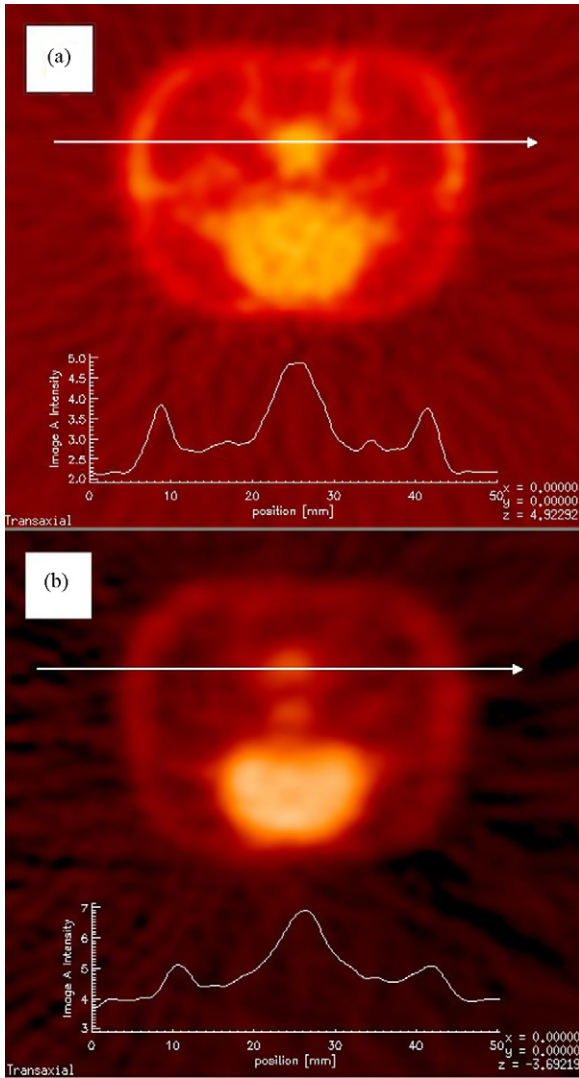 (a)
Image A Intensity
5.0
4.5
4.0
3.5
3.0
2.5
2.0
0 10 20 30 40 50
position [mm]
x = 0.00000
y = 0.00000
z = 4.92292
Transaxial
(b)
Image A Intensity
7
6
5
4
3
0 10 20 30 40 50
position [mm]
x = 0.00000
y = 0.00000
z = -3.69219
Transaxial